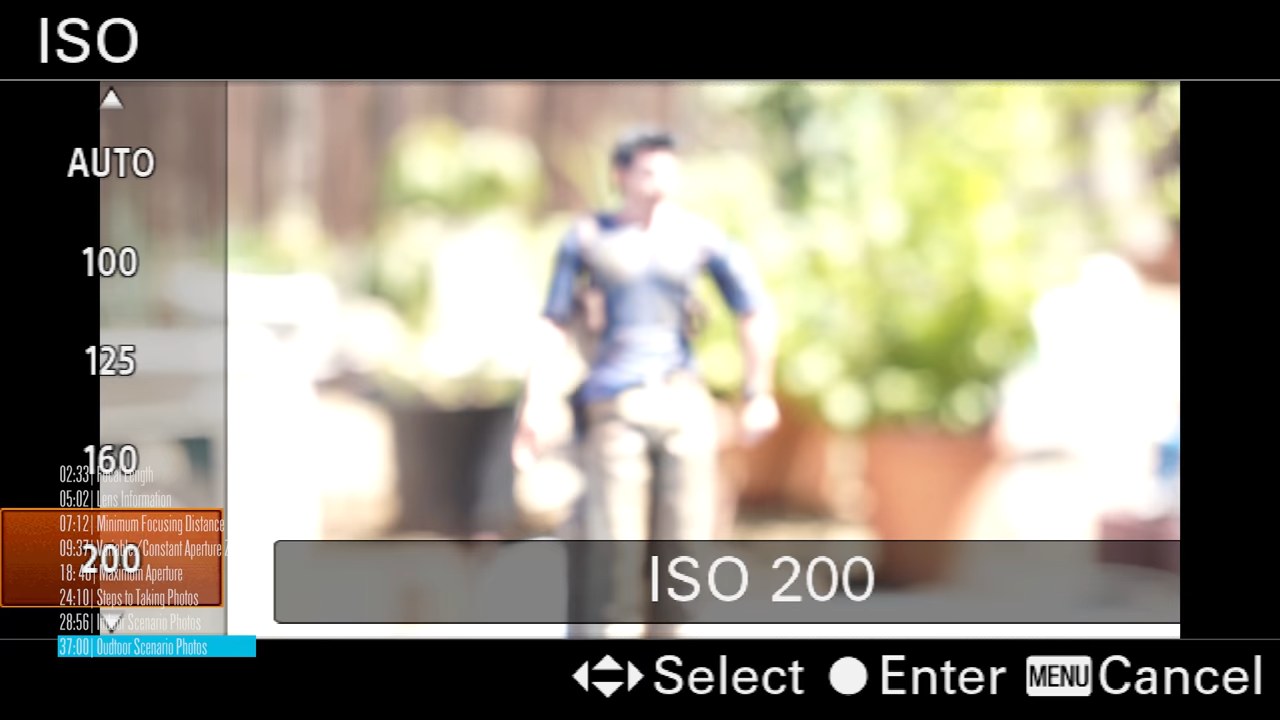 ISO
AUTO
100
125
160
02:33| Focal Length
05:02| Lens Information
07:12| Minimum Focusing Distance
200
09:37| Variable/Constant Aperture
18:40| Maximum Aperture
24:10| Steps to Taking Photos
28:56| Indoor Scenario Photos
37:00| Oudtoor Scenario Photos
ISO 200
Select
Enter
MENU Cancel